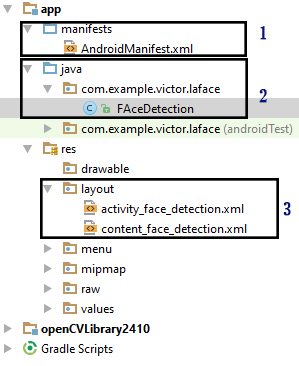 app
manifests 1
AndroidManifest.xml
java
com.example.victor.laface 2
FAceDetection
com.example.victor.laface (androidTest)
res
drawable
layout
activity_face_detection.xml 3
content_face_detection.xml
menu
mipmap
raw
values
openCVLibrary2410
Gradle Scripts